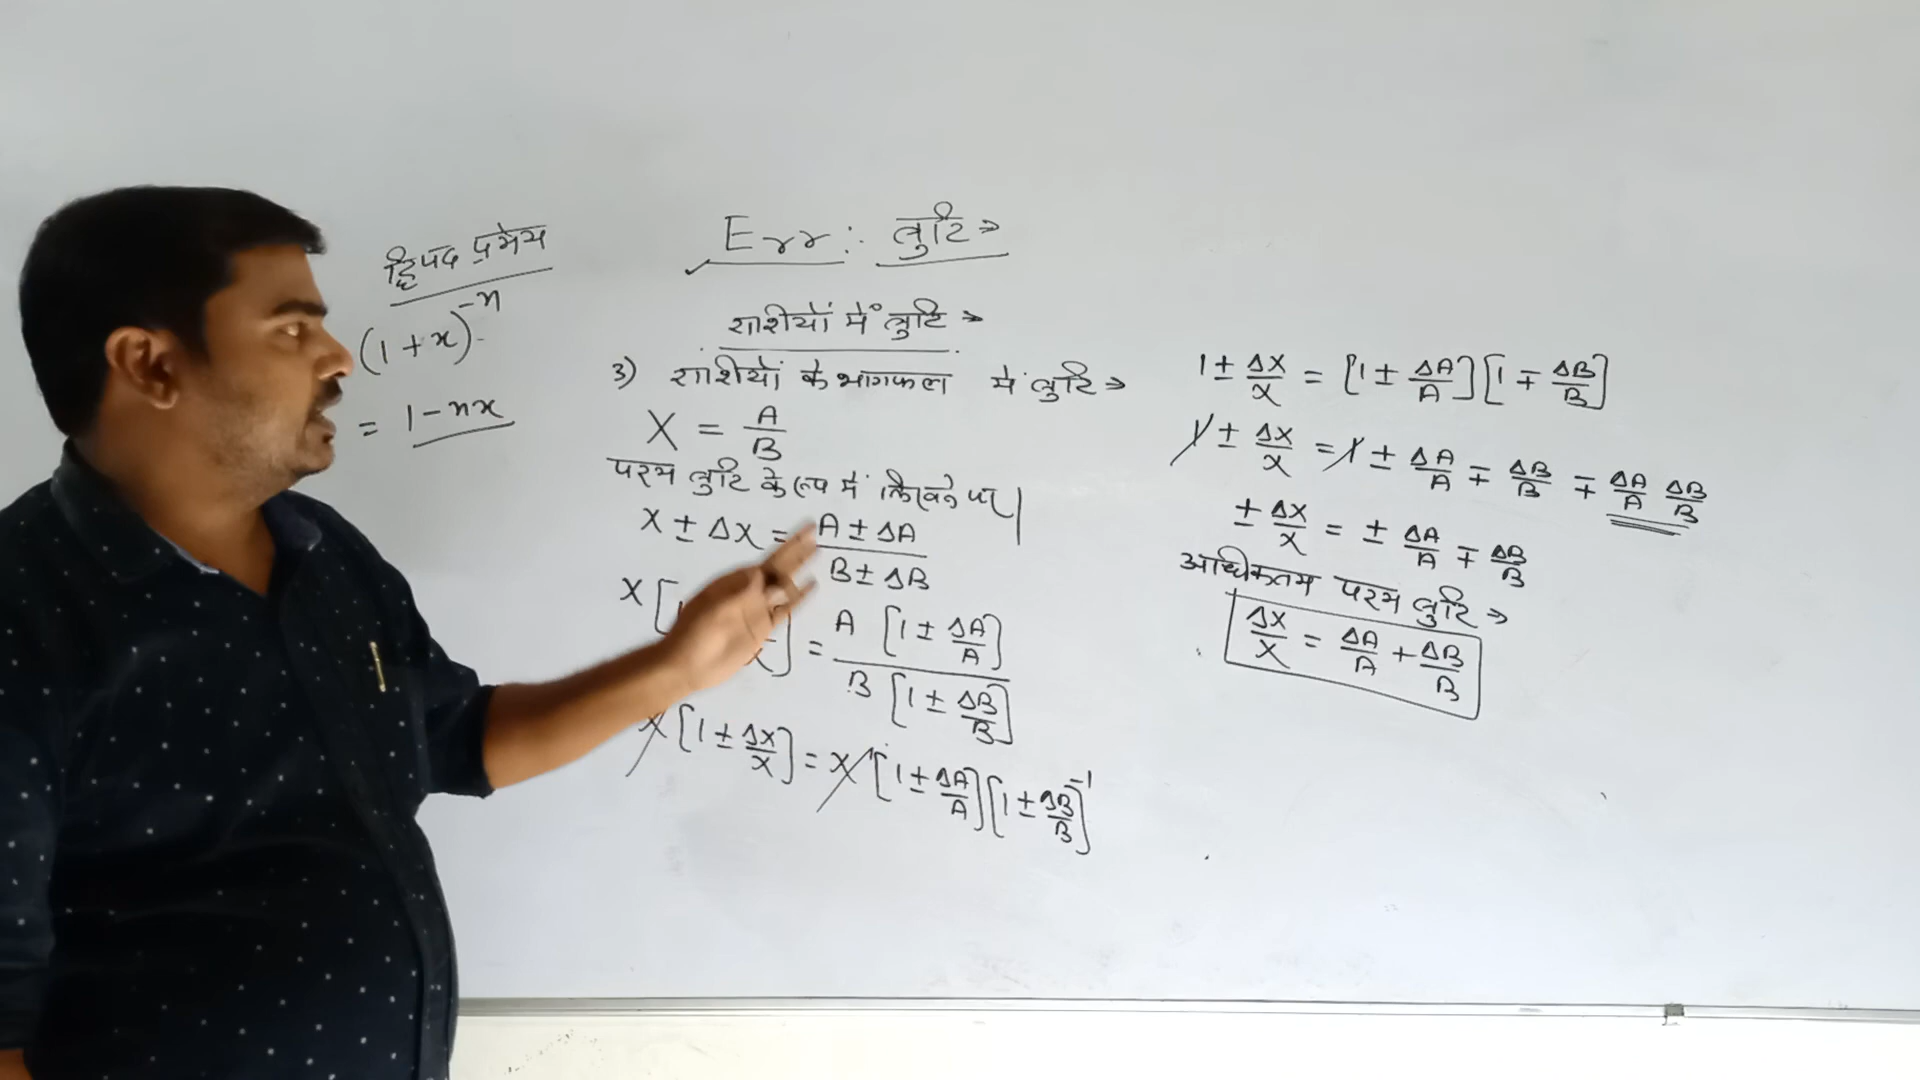 द्विपद प्रमेय
(1+x)^-n
= 1-nx
Err: त्रुटि →
राशीयों में त्रुटि →
3) राशीयों के भागफल में त्रुटि →
X = A/B
परम त्रुटि के रूप में लिखने पर
X ± ΔX = (A ± ΔA)/(B ± ΔB)
X [1 ] = A [1 ± ΔA/A] / B [1 ± ΔB/B]
X [1 ± ΔX/X] = X [1 ± ΔA/A] [1 ± ΔB/B]^-1
1 ± ΔX/X = [1 ± ΔA/A] [1 ∓ ΔB/B]
1 ± ΔX/X = 1 ± ΔA/A ∓ ΔB/B ∓ ΔA/A ΔB/B
± ΔX/X = ± ΔA/A ∓ ΔB/B
अधिकतम परम त्रुटि →
ΔX/X = ΔA/A + ΔB/B